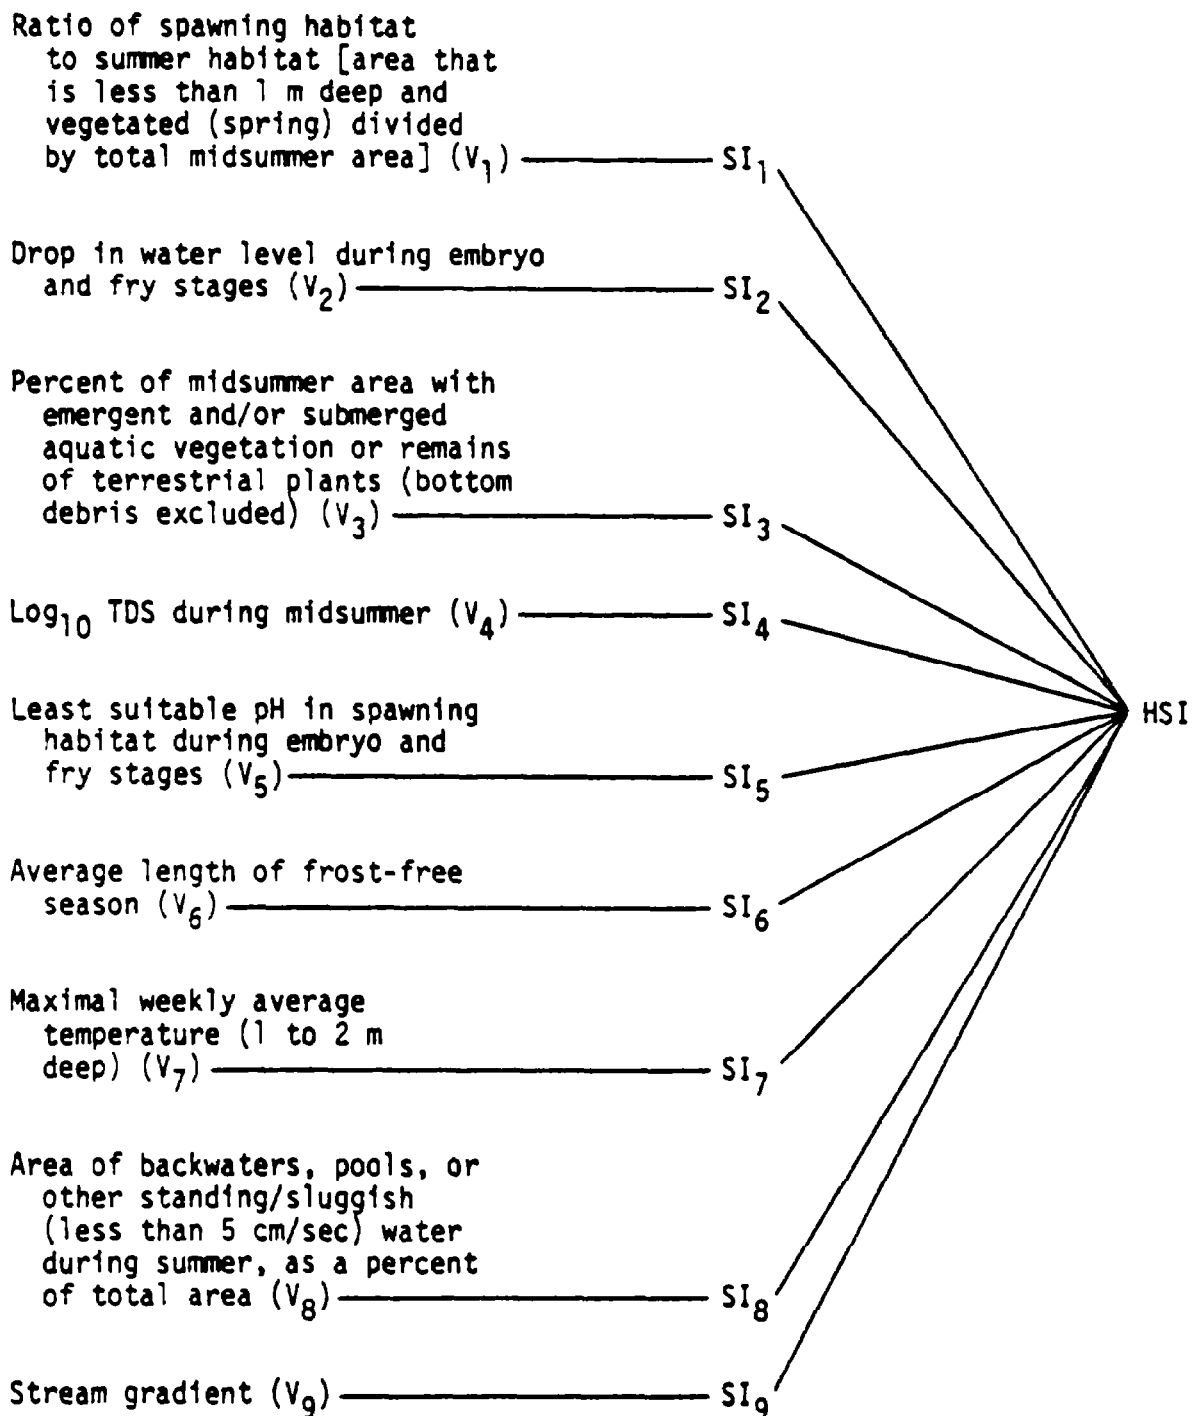 Ratio of spawning habitat
to summer habitat [area that
is less than 1 m deep and
vegetated (spring) divided
by total midsummer area] (V₁) SI₁
Drop in water level during embryo
and fry stages (V₂) SI₂
Percent of midsummer area with
emergent and/or submerged
aquatic vegetation or remains
of terrestrial plants (bottom
debris excluded) (V₃) SI₃
Log₁₀ TDS during midsummer (V₄) SI₄
Least suitable pH in spawning
habitat during embryo and
fry stages (V₅) SI₅
HSI
Average length of frost-free
season (V₆) SI₆
Maximal weekly average
temperature (1 to 2 m
deep) (V₇) SI₇
Area of backwaters, pools, or
other standing/sluggish
(less than 5 cm/sec) water
during summer, as a percent
of total area (V₈) SI₈
Stream gradient (V₉) SI₉